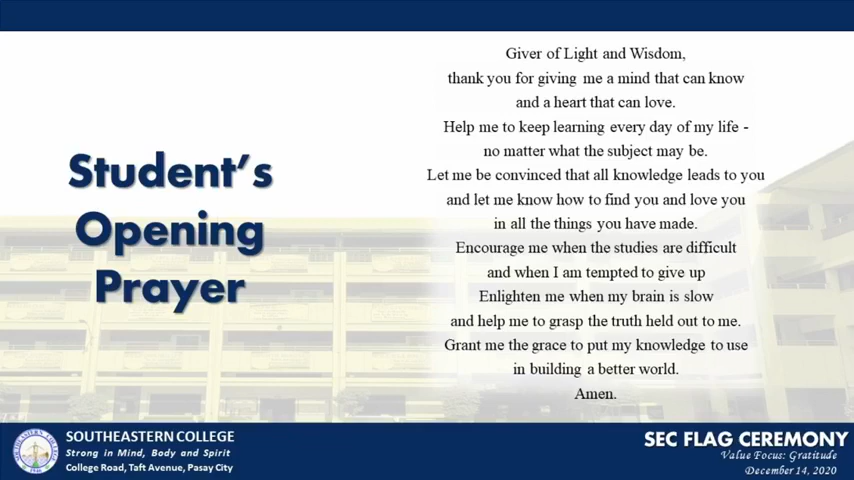 Student's
Opening
Prayer
Giver of Light and Wisdom,
thank you for giving me a mind that can know
and a heart that can love.
Help me to keep learning every day of my life -
no matter what the subject may be.
Let me be convinced that all knowledge leads to you
and let me know how to find you and love you
in all the things you have made.
Encourage me when the studies are difficult
and when I am tempted to give up
Enlighten me when my brain is slow
and help me to grasp the truth held out to me.
Grant me the grace to put my knowledge to use
in building a better world.
Amen.
SOUTHEASTERN COLLEGE
Strong in Mind, Body and Spirit
College Road, Taft Avenue, Pasay City
SEC FLAG CEREMONY
Value Focus: Gratitude
December 14, 2020